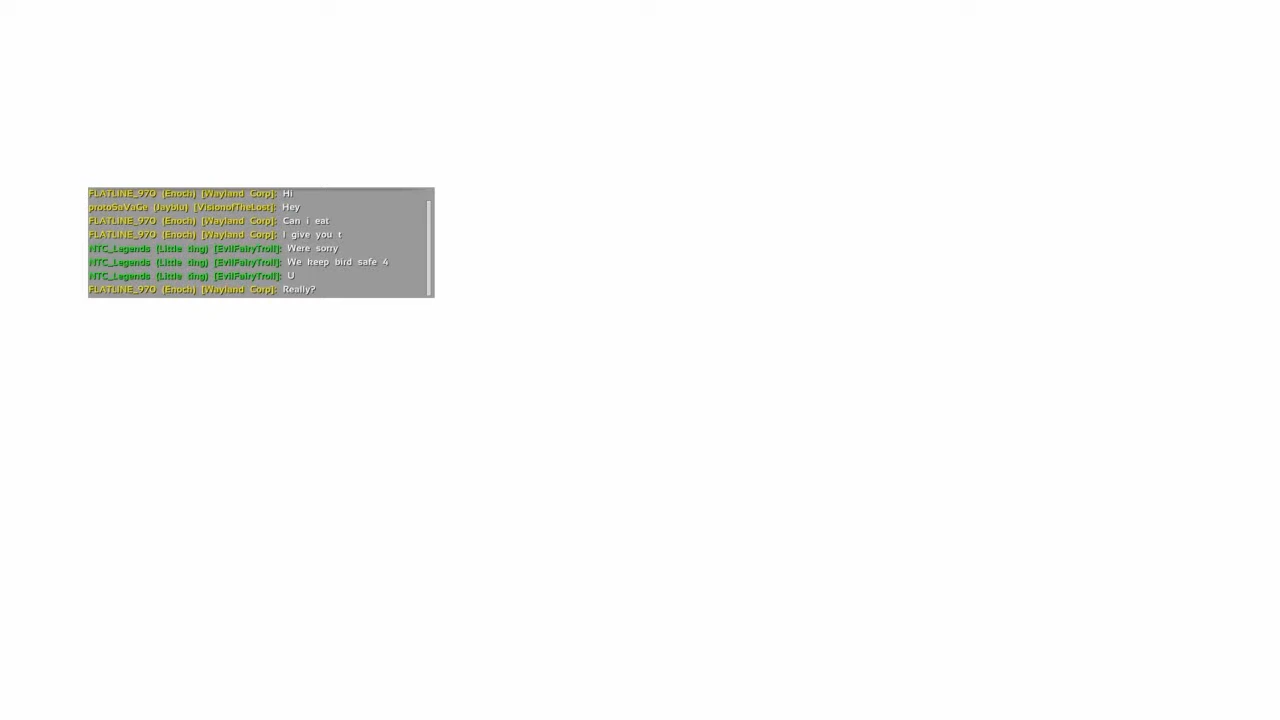 FLATLINE_970 (Enoch) [Wayland Corp]: Hi
protoSaVaGe (Jayblu) [VisionofTheLost]: Hey
FLATLINE_970 (Enoch) [Wayland Corp]: Can i eat
FLATLINE_970 (Enoch) [Wayland Corp]: I give you t
NTC_Legends (Little ting) [EvilFairyTroll]: Were sorry
NTC_Legends (Little ting) [EvilFairyTroll]: We keep bird safe 4
NTC_Legends (Little ting) [EvilFairyTroll]: U
FLATLINE_970 (Enoch) [Wayland Corp]: Really?